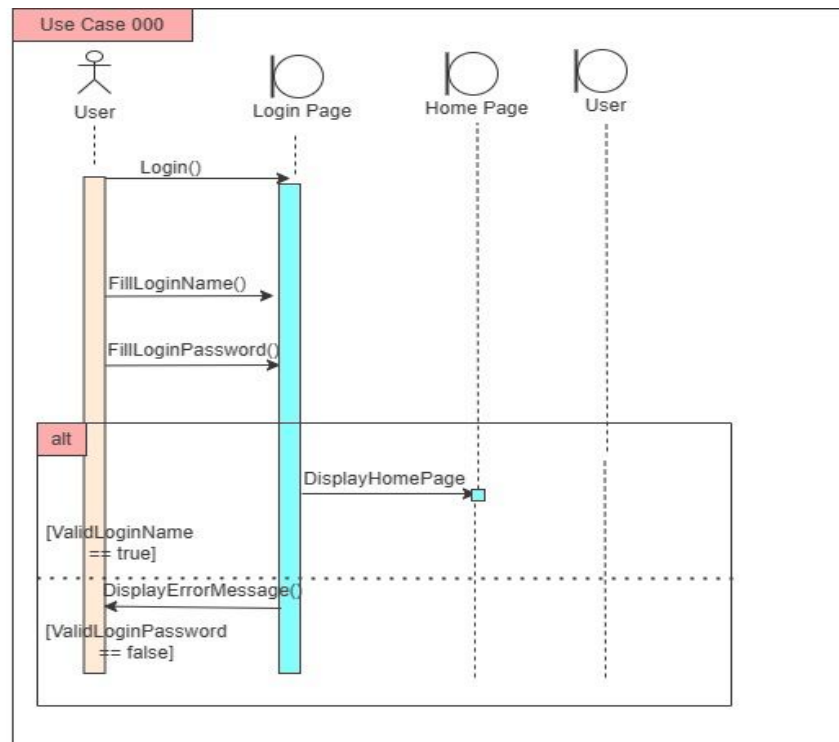 Use Case 000
User
Login Page
Home Page
User
Login()
FillLoginName()
FillLoginPassword()
alt
DisplayHomePage
[ValidLoginName
== true]
DisplayErrorMessage()
[ValidLoginPassword
== false]